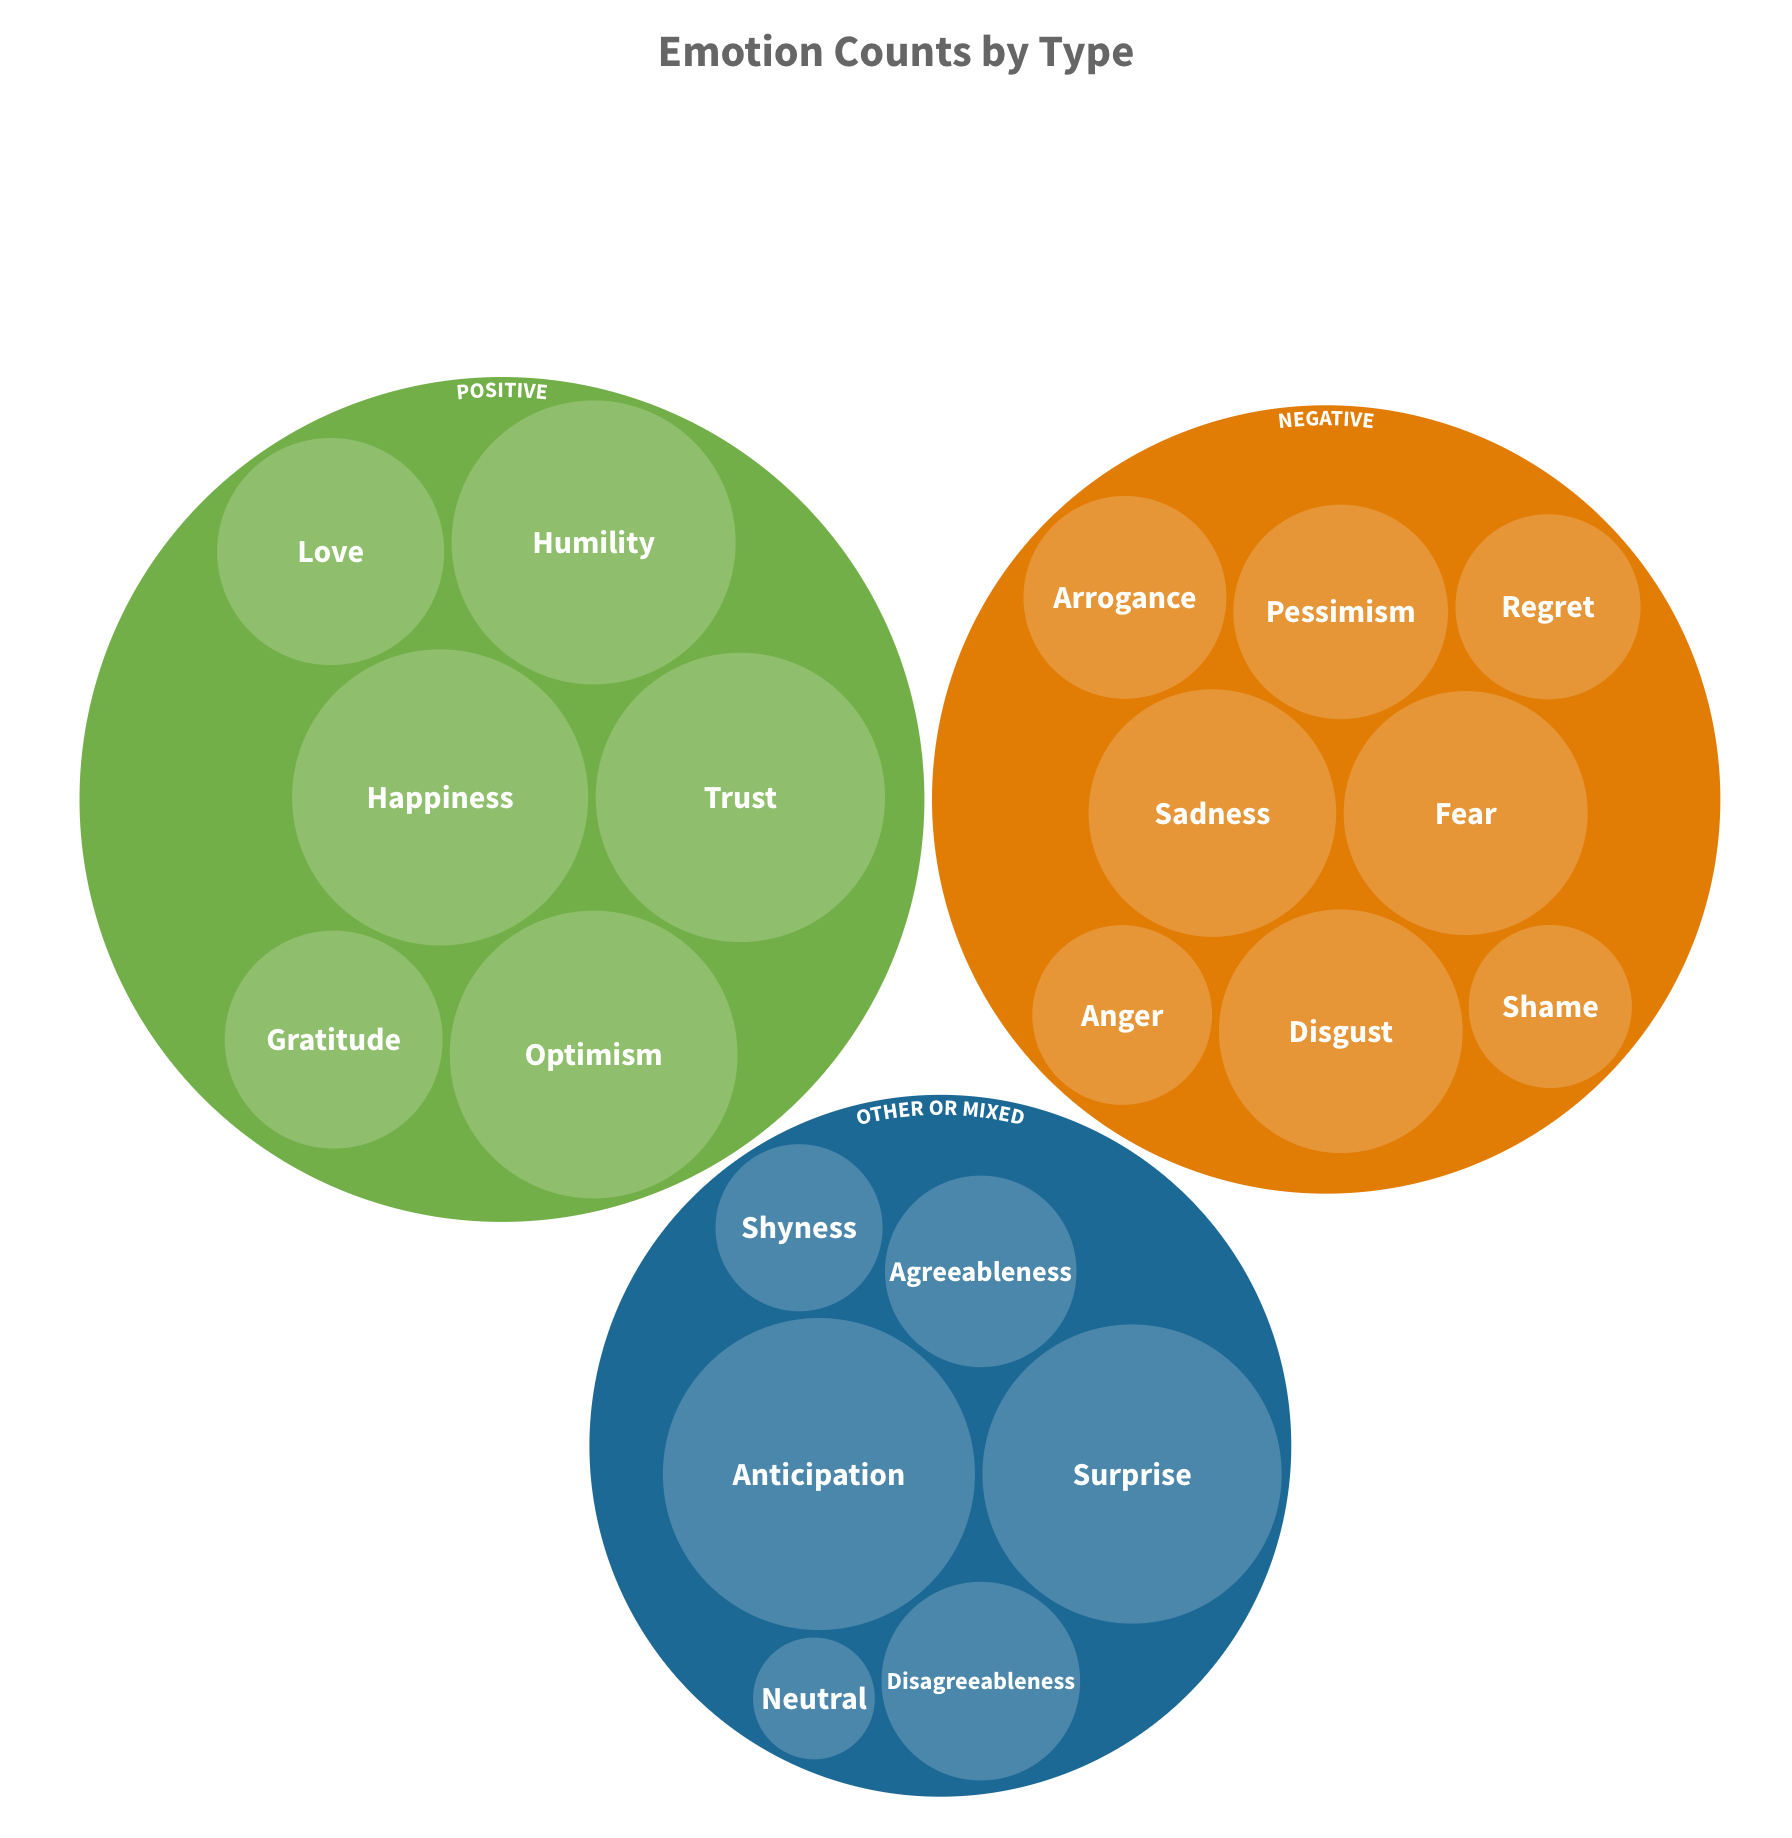 Emotion Counts by Type
POSITIVE
Love
Humility
Happiness
Trust
Gratitude
Optimism
NEGATIVE
Arrogance
Pessimism
Regret
Sadness
Fear
Anger
Disgust
Shame
OTHER OR MIXED
Shyness
Agreeableness
Anticipation
Surprise
Neutral
Disagreeableness